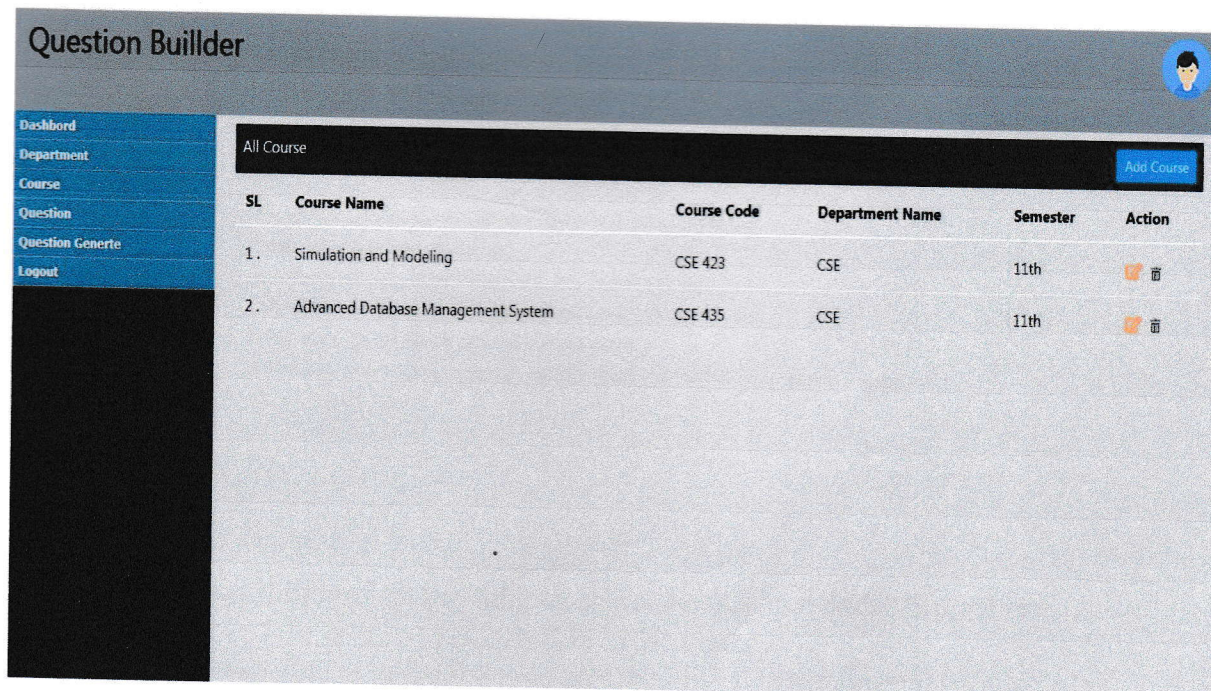 Question Buillder
Dashbord
Department
Course
Question
Question Generte
Logout
All Course
Add Course
SL Course Name Course Code Department Name Semester Action
1. Simulation and Modeling CSE 423 CSE 11th
2. Advanced Database Management System CSE 435 CSE 11th